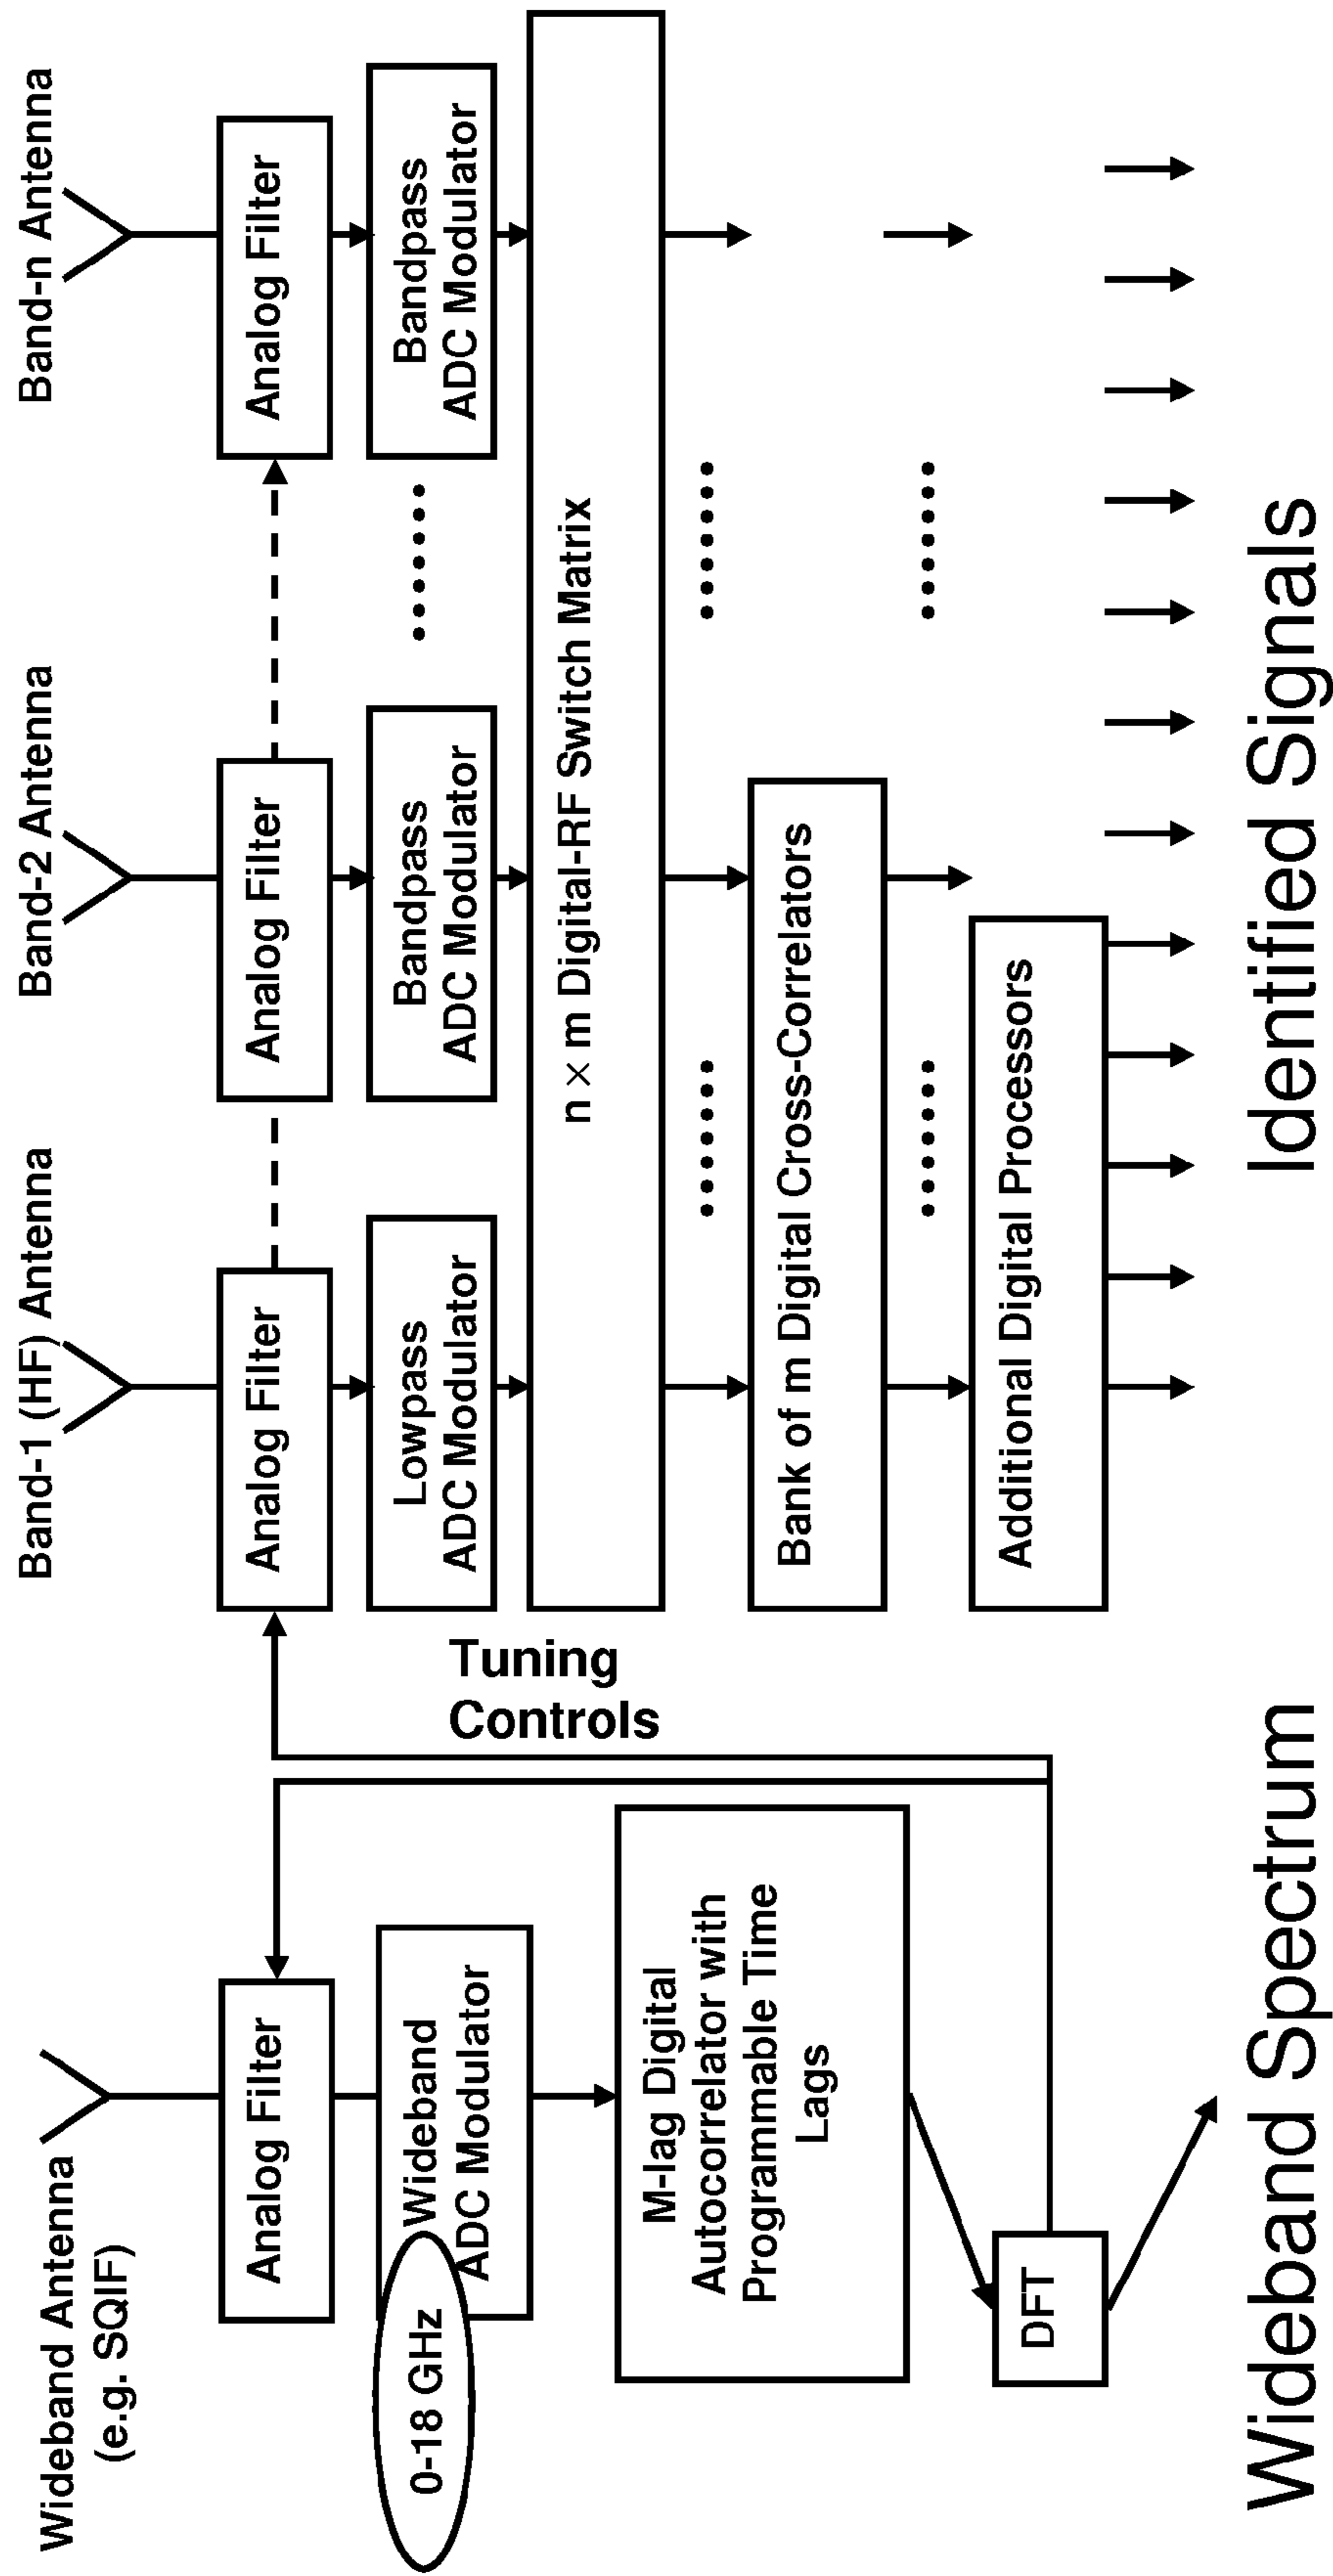 Wideband Antenna
(e.g. SQIF)
Analog Filter
Wideband
ADC Modulator
0-18 GHz
M-lag Digital
Autocorrelator with
Programmable Time
Lags
DFT
Wideband Spectrum
Tuning
Controls
Band-1 (HF) Antenna
Band-2 Antenna
Band-n Antenna
Analog Filter
Analog Filter
Analog Filter
Lowpass
ADC Modulator
Bandpass
ADC Modulator
Bandpass
ADC Modulator
n × m Digital-RF Switch Matrix
Bank of m Digital Cross-Correlators
Additional Digital Processors
Identified Signals